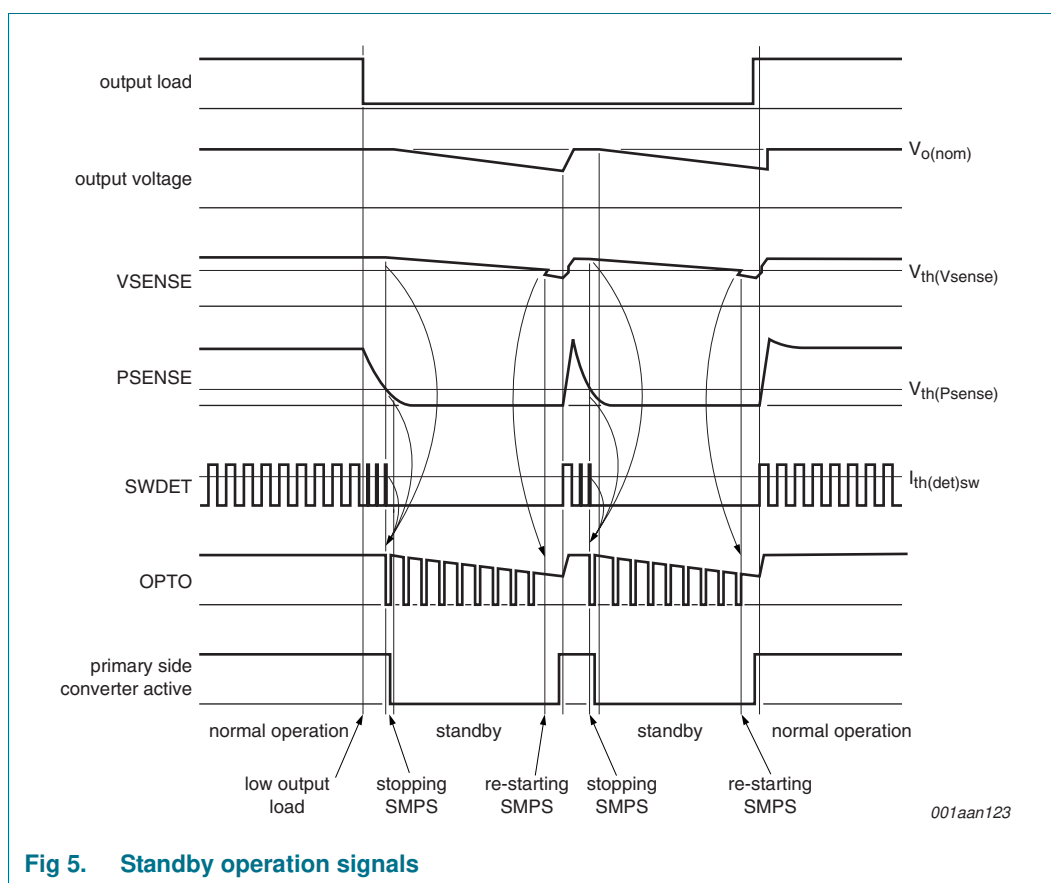 output load
output voltage
Vo(nom)
VSENSE
Vth(Vsense)
PSENSE
Vth(Psense)
SWDET
Ith(det)sw
OPTO
primary side
converter active
normal operation
standby
standby
normal operation
low output
load
stopping
SMPS
re-starting
SMPS
stopping
SMPS
re-starting
SMPS
001aan123
Fig 5. Standby operation signals